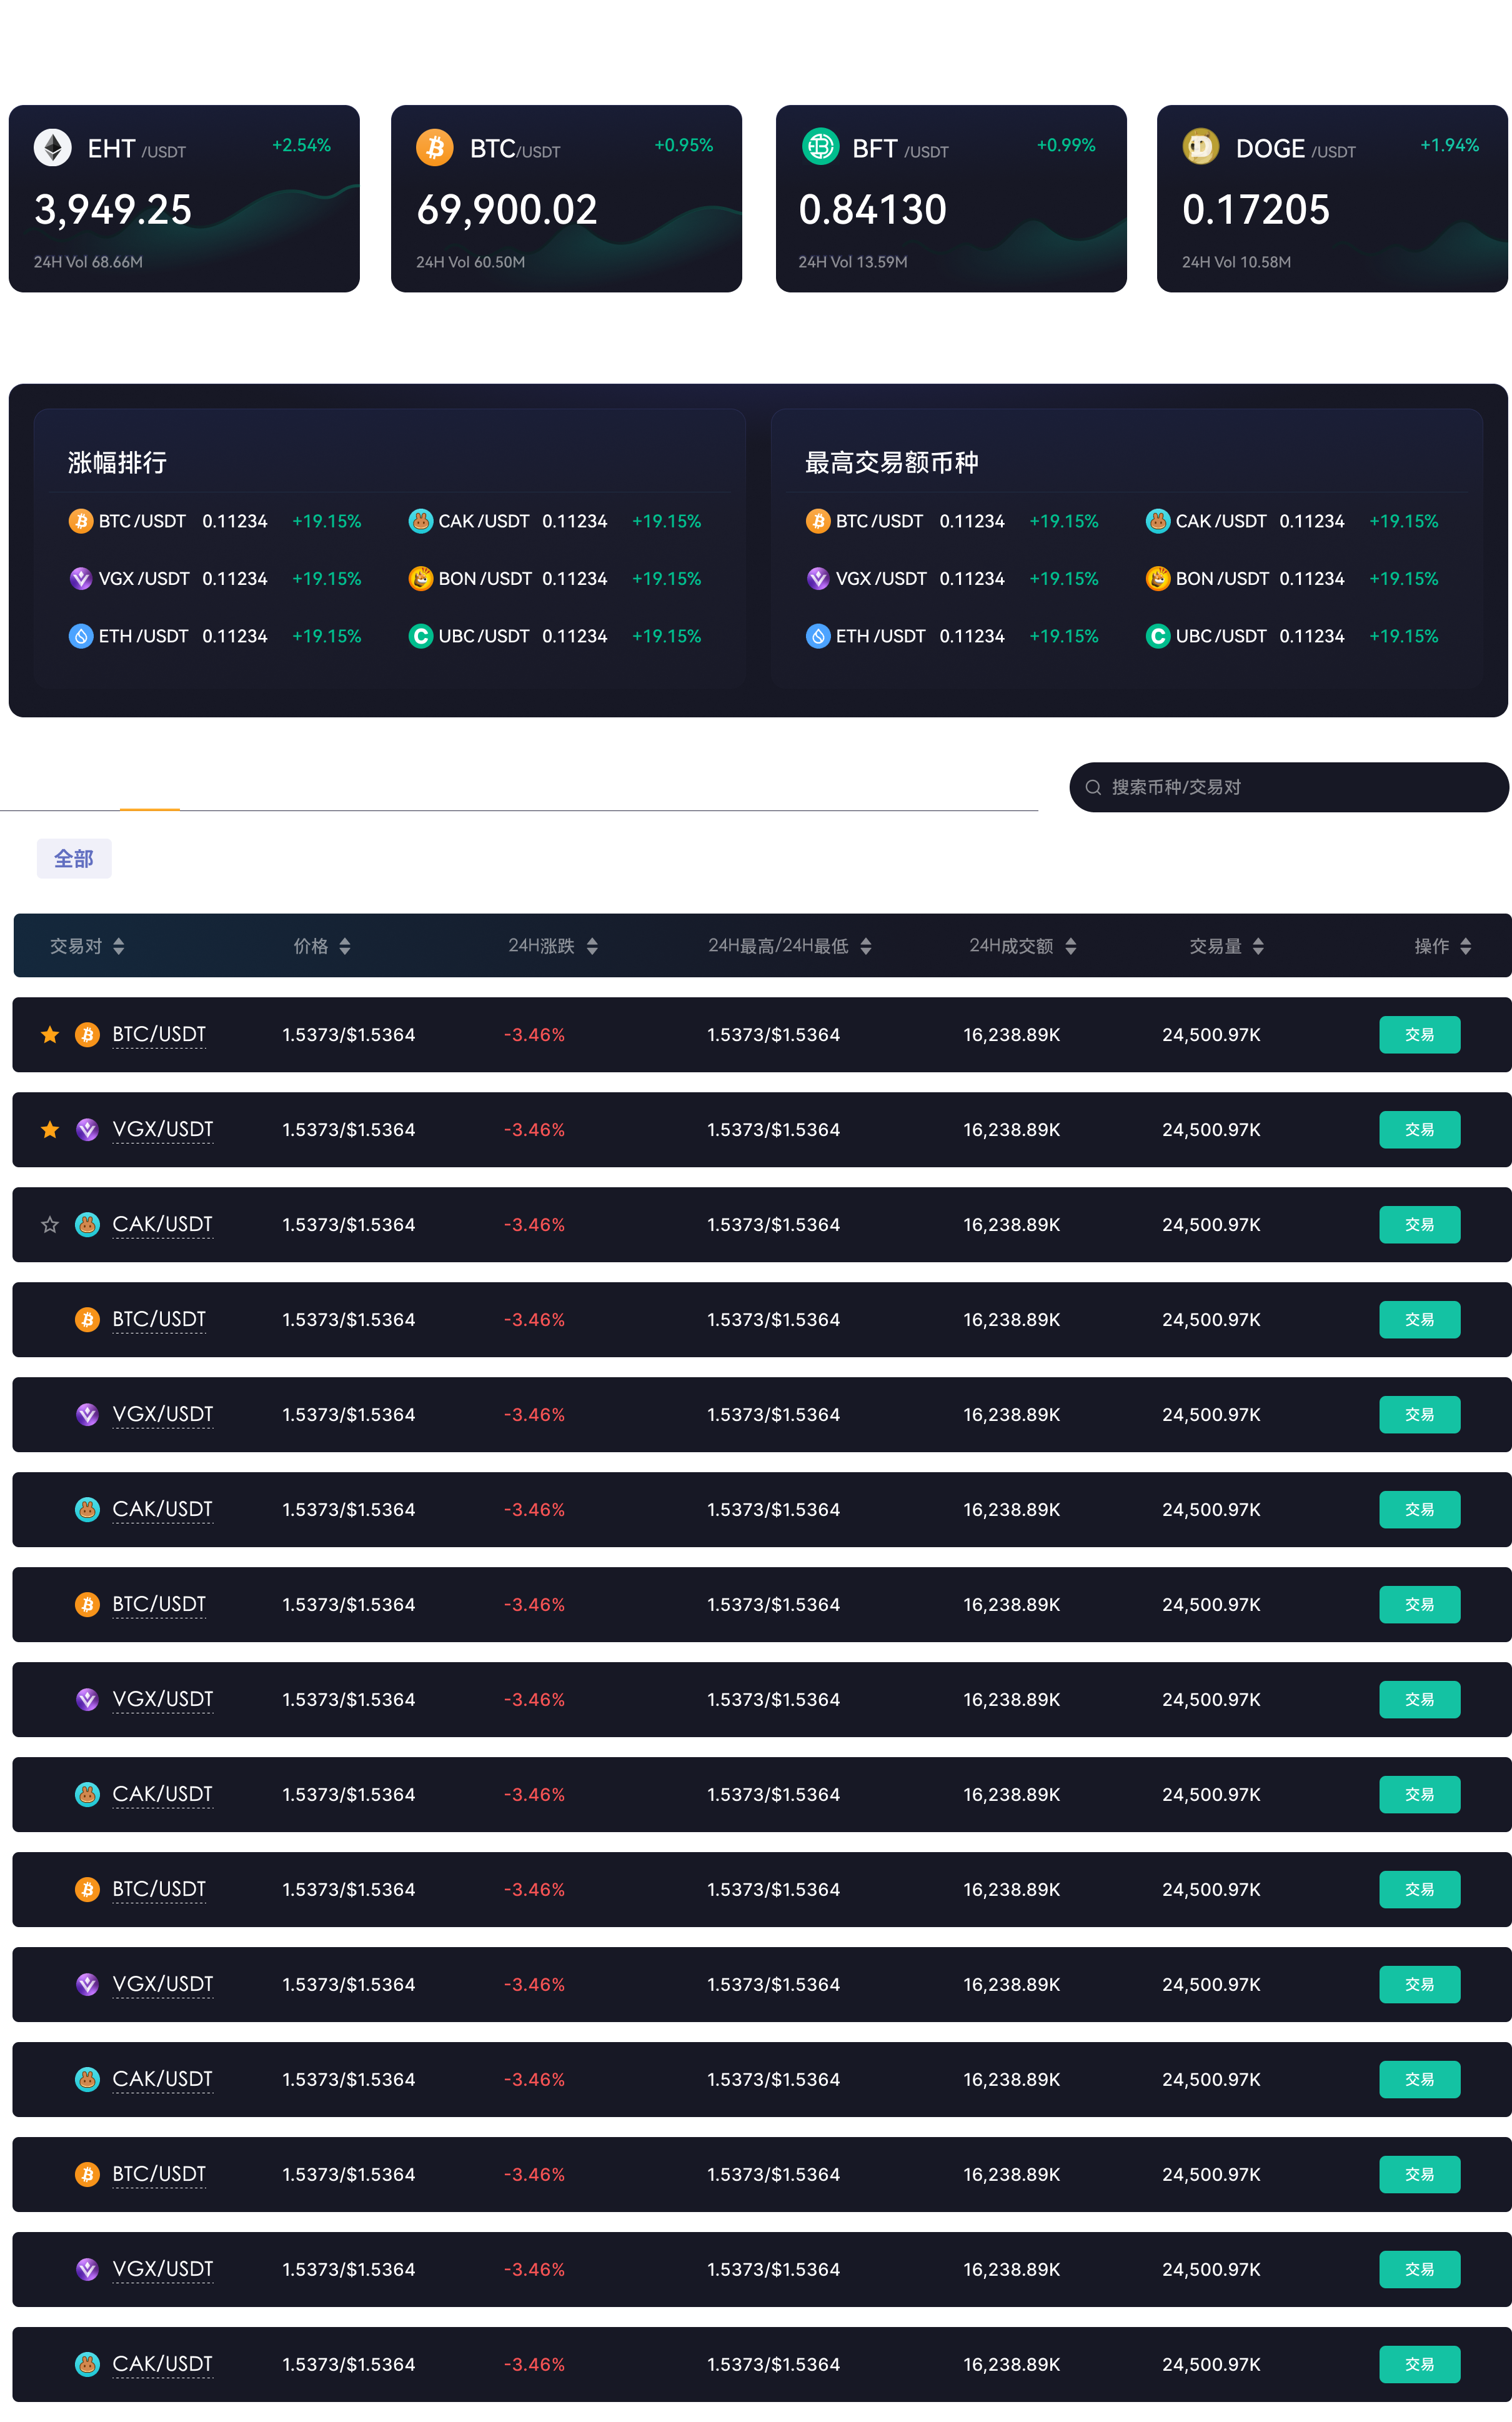 EHT /USDT +2.54%
3,949.25
24H Vol 68.66M
BTC/USDT +0.95%
69,900.02
24H Vol 60.50M
BFT /USDT +0.99%
0.84130
24H Vol 13.59M
DOGE /USDT +1.94%
0.17205
24H Vol 10.58M
涨幅排行
BTC /USDT 0.11234 +19.15% CAK /USDT 0.11234 +19.15%
VGX /USDT 0.11234 +19.15% BON /USDT 0.11234 +19.15%
ETH /USDT 0.11234 +19.15% UBC /USDT 0.11234 +19.15%
最高交易额币种
BTC /USDT 0.11234 +19.15% CAK /USDT 0.11234 +19.15%
VGX /USDT 0.11234 +19.15% BON /USDT 0.11234 +19.15%
ETH /USDT 0.11234 +19.15% UBC /USDT 0.11234 +19.15%
搜索币种/交易对
全部
交易对 价格 24H涨跌 24H最高/24H最低 24H成交额 交易量 操作
BTC/USDT 1.5373/$1.5364 -3.46% 1.5373/$1.5364 16,238.89K 24,500.97K 交易
VGX/USDT 1.5373/$1.5364 -3.46% 1.5373/$1.5364 16,238.89K 24,500.97K 交易
CAK/USDT 1.5373/$1.5364 -3.46% 1.5373/$1.5364 16,238.89K 24,500.97K 交易
BTC/USDT 1.5373/$1.5364 -3.46% 1.5373/$1.5364 16,238.89K 24,500.97K 交易
VGX/USDT 1.5373/$1.5364 -3.46% 1.5373/$1.5364 16,238.89K 24,500.97K 交易
CAK/USDT 1.5373/$1.5364 -3.46% 1.5373/$1.5364 16,238.89K 24,500.97K 交易
BTC/USDT 1.5373/$1.5364 -3.46% 1.5373/$1.5364 16,238.89K 24,500.97K 交易
VGX/USDT 1.5373/$1.5364 -3.46% 1.5373/$1.5364 16,238.89K 24,500.97K 交易
CAK/USDT 1.5373/$1.5364 -3.46% 1.5373/$1.5364 16,238.89K 24,500.97K 交易
BTC/USDT 1.5373/$1.5364 -3.46% 1.5373/$1.5364 16,238.89K 24,500.97K 交易
VGX/USDT 1.5373/$1.5364 -3.46% 1.5373/$1.5364 16,238.89K 24,500.97K 交易
CAK/USDT 1.5373/$1.5364 -3.46% 1.5373/$1.5364 16,238.89K 24,500.97K 交易
BTC/USDT 1.5373/$1.5364 -3.46% 1.5373/$1.5364 16,238.89K 24,500.97K 交易
VGX/USDT 1.5373/$1.5364 -3.46% 1.5373/$1.5364 16,238.89K 24,500.97K 交易
CAK/USDT 1.5373/$1.5364 -3.46% 1.5373/$1.5364 16,238.89K 24,500.97K 交易